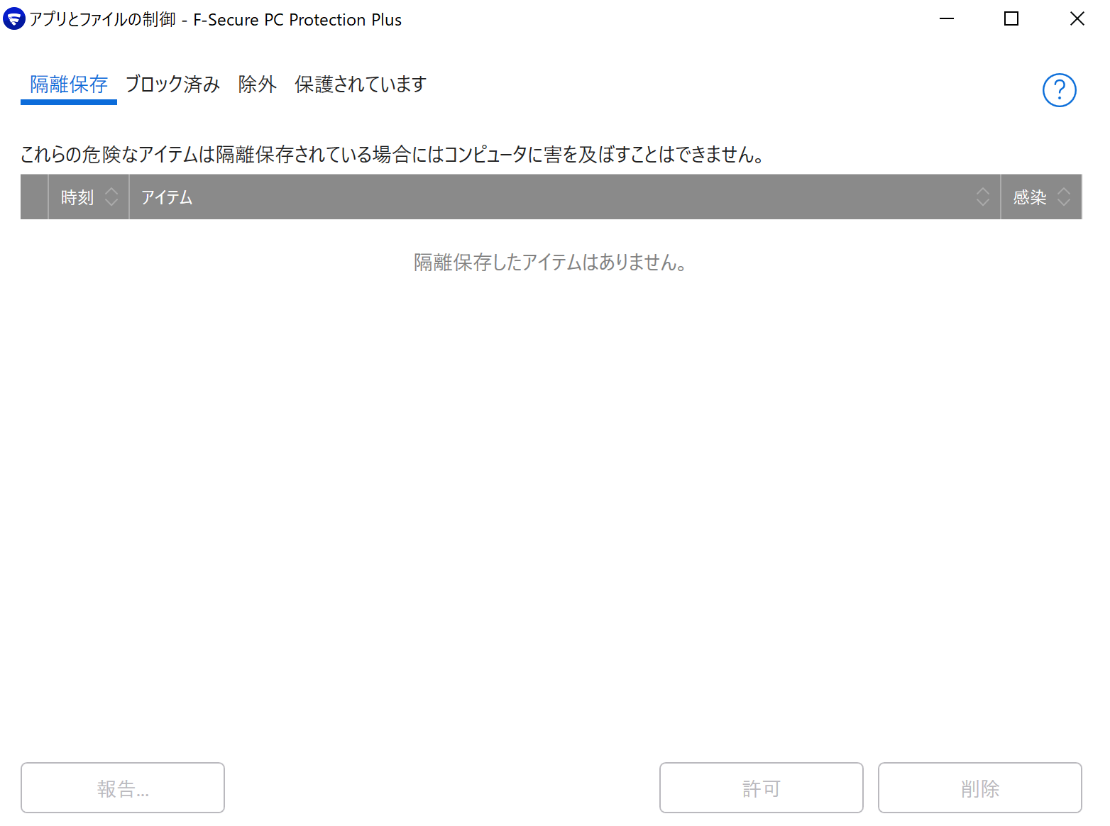 アプリとファイルの制御 - F-Secure PC Protection Plus
隔離保存 ブロック済み 除外 保護されています
?
これらの危険なアイテムは隔離保存されている場合にはコンピュータに害を及ぼすことはできません。
時刻 アイテム 感染
隔離保存したアイテムはありません。
報告... 許可 削除